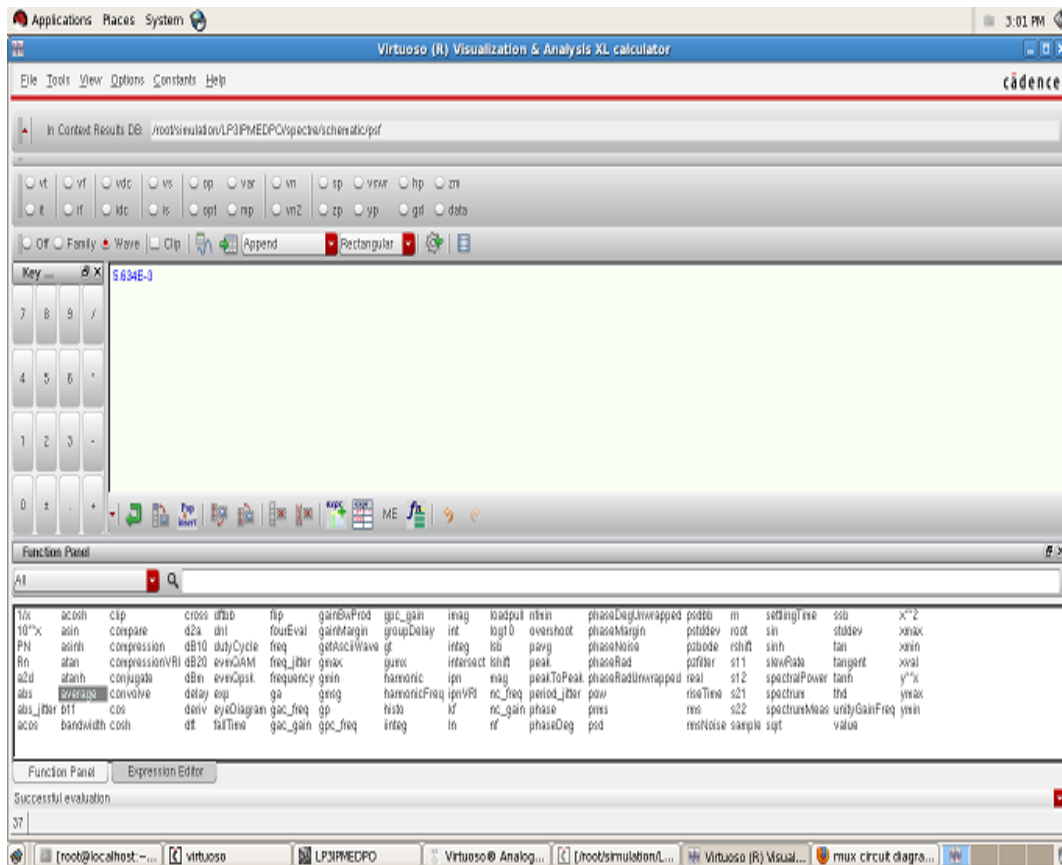 Applications Places System 3:01 PM
Virtuoso (R) Visualization & Analysis XL calculator
File Tools View Options Constants Help cādence
In Context Results DB: /root/simulation/LP3IPMEDPO/spectre/schematic/psf
vt vf vdc vs op var vn sp vswr hp zm
it if idc is opt mp vn2 zp yp gd data
Off Family Wave Clip Append Rectangular
Key ...
5.634E-3
7 8 9 /
4 5 6 *
1 2 3 -
0 ± . +
Pop Insert ME
Function Panel
All
1/x acosh clip cross dftbb flip gainBwProd gpc_gain imag loadpull nfmin phaseDegUnwrapped psdbb rn settlingTime ssb x**2
10**x asin compare d2a dnl fourEval gainMargin groupDelay int log10 overshoot phaseMargin pstddev root sin stddev xmax
PN asinh compression dB10 dutyCycle freq getAsciiWave gt integ lsb pavg phaseNoise pzbode rshift sinh tan xmin
Rn atan compressionVRI dB20 evmQAM freq_jitter gmax gumx intersect lshift peak phaseRad pzfilter s11 slewRate tangent xval
a2d atanh conjugate dBm evmQpsk frequency gmin harmonic ipn mag peakToPeak phaseRadUnwrapped real s12 spectralPower tanh y**x
abs average convolve delay exp ga gmsg harmonicFreq ipnVRI nc_freq period_jitter pow riseTime s21 spectrum thd ymax
abs_jitter b1f cos deriv eyeDiagram gac_freq gp histo kf nc_gain phase prms rms s22 spectrumMeas unityGainFreq ymin
acos bandwidth cosh dft fallTime gac_gain gpc_freq iinteg ln nf phaseDeg psd rmsNoise sample sqrt value
Function Panel Expression Editor
Successful evaluation
37
[root@localhost:~... virtuoso LP3IPMEDPO Virtuoso® Analog... [/root/simulation/L... Virtuoso (R) Visual... mux circuit diagra...